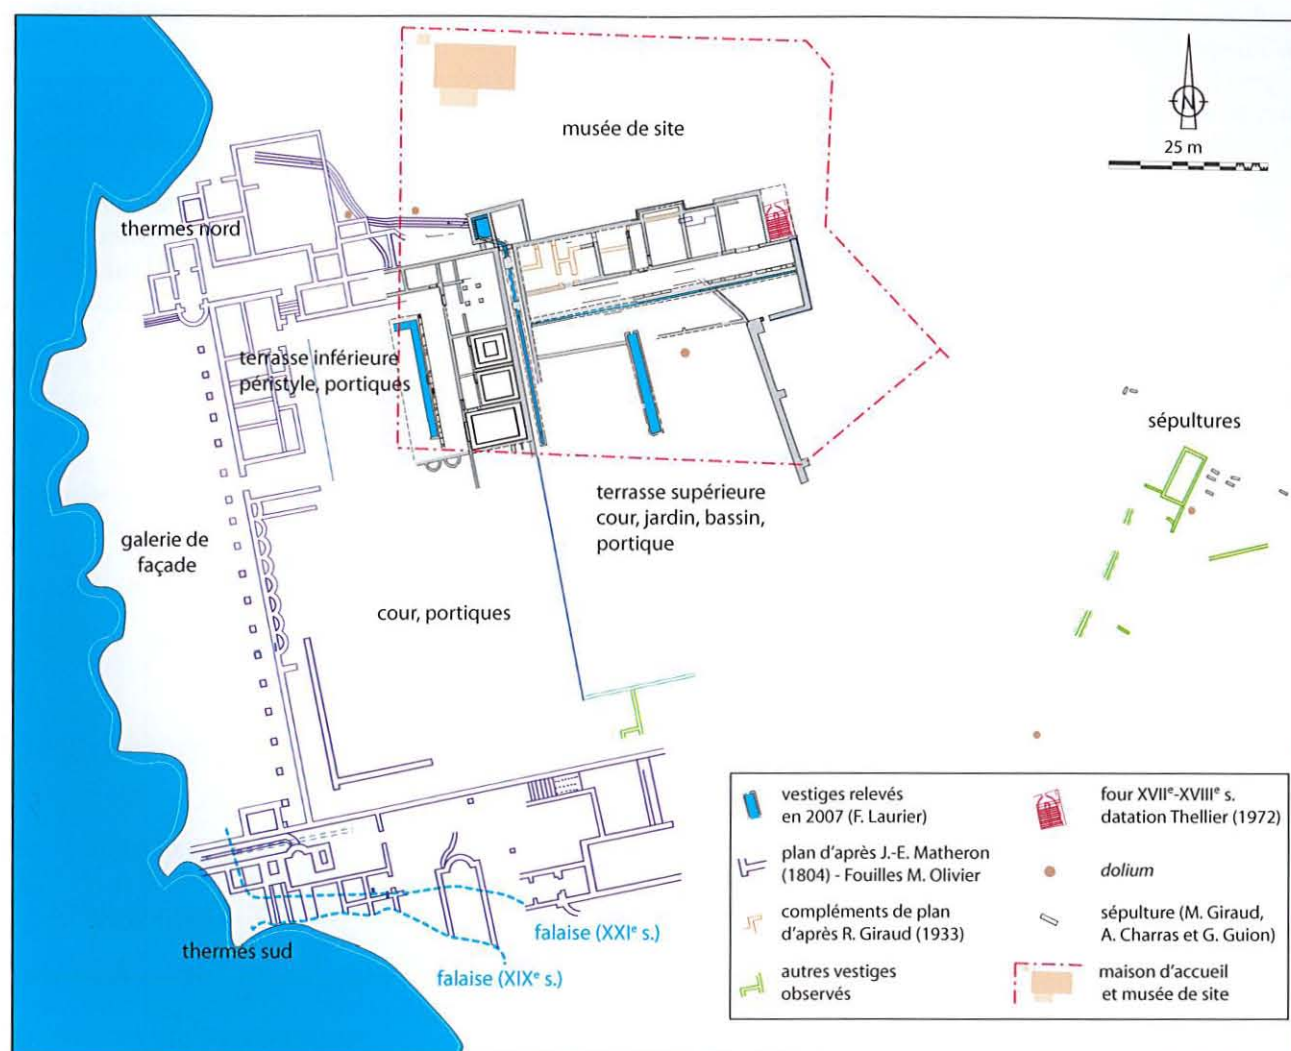 musée de site
N
25 m
thermes nord
terrasse inférieure
péristyle, portiques
sépultures
terrasse supérieure
cour, jardin, bassin,
portique
galerie de
façade
cour, portiques
thermes sud
falaise (XXIe s.)
falaise (XIXe s.)
vestiges relevés
en 2007 (F. Laurier)
plan d'après J.-E. Matheron
(1804) - Fouilles M. Olivier
compléments de plan
d'après R. Giraud (1933)
autres vestiges
observés
four XVIIe-XVIIIe s.
datation Thellier (1972)
dolium
sépulture (M. Giraud,
A. Charras et G. Guion)
maison d'accueil
et musée de site